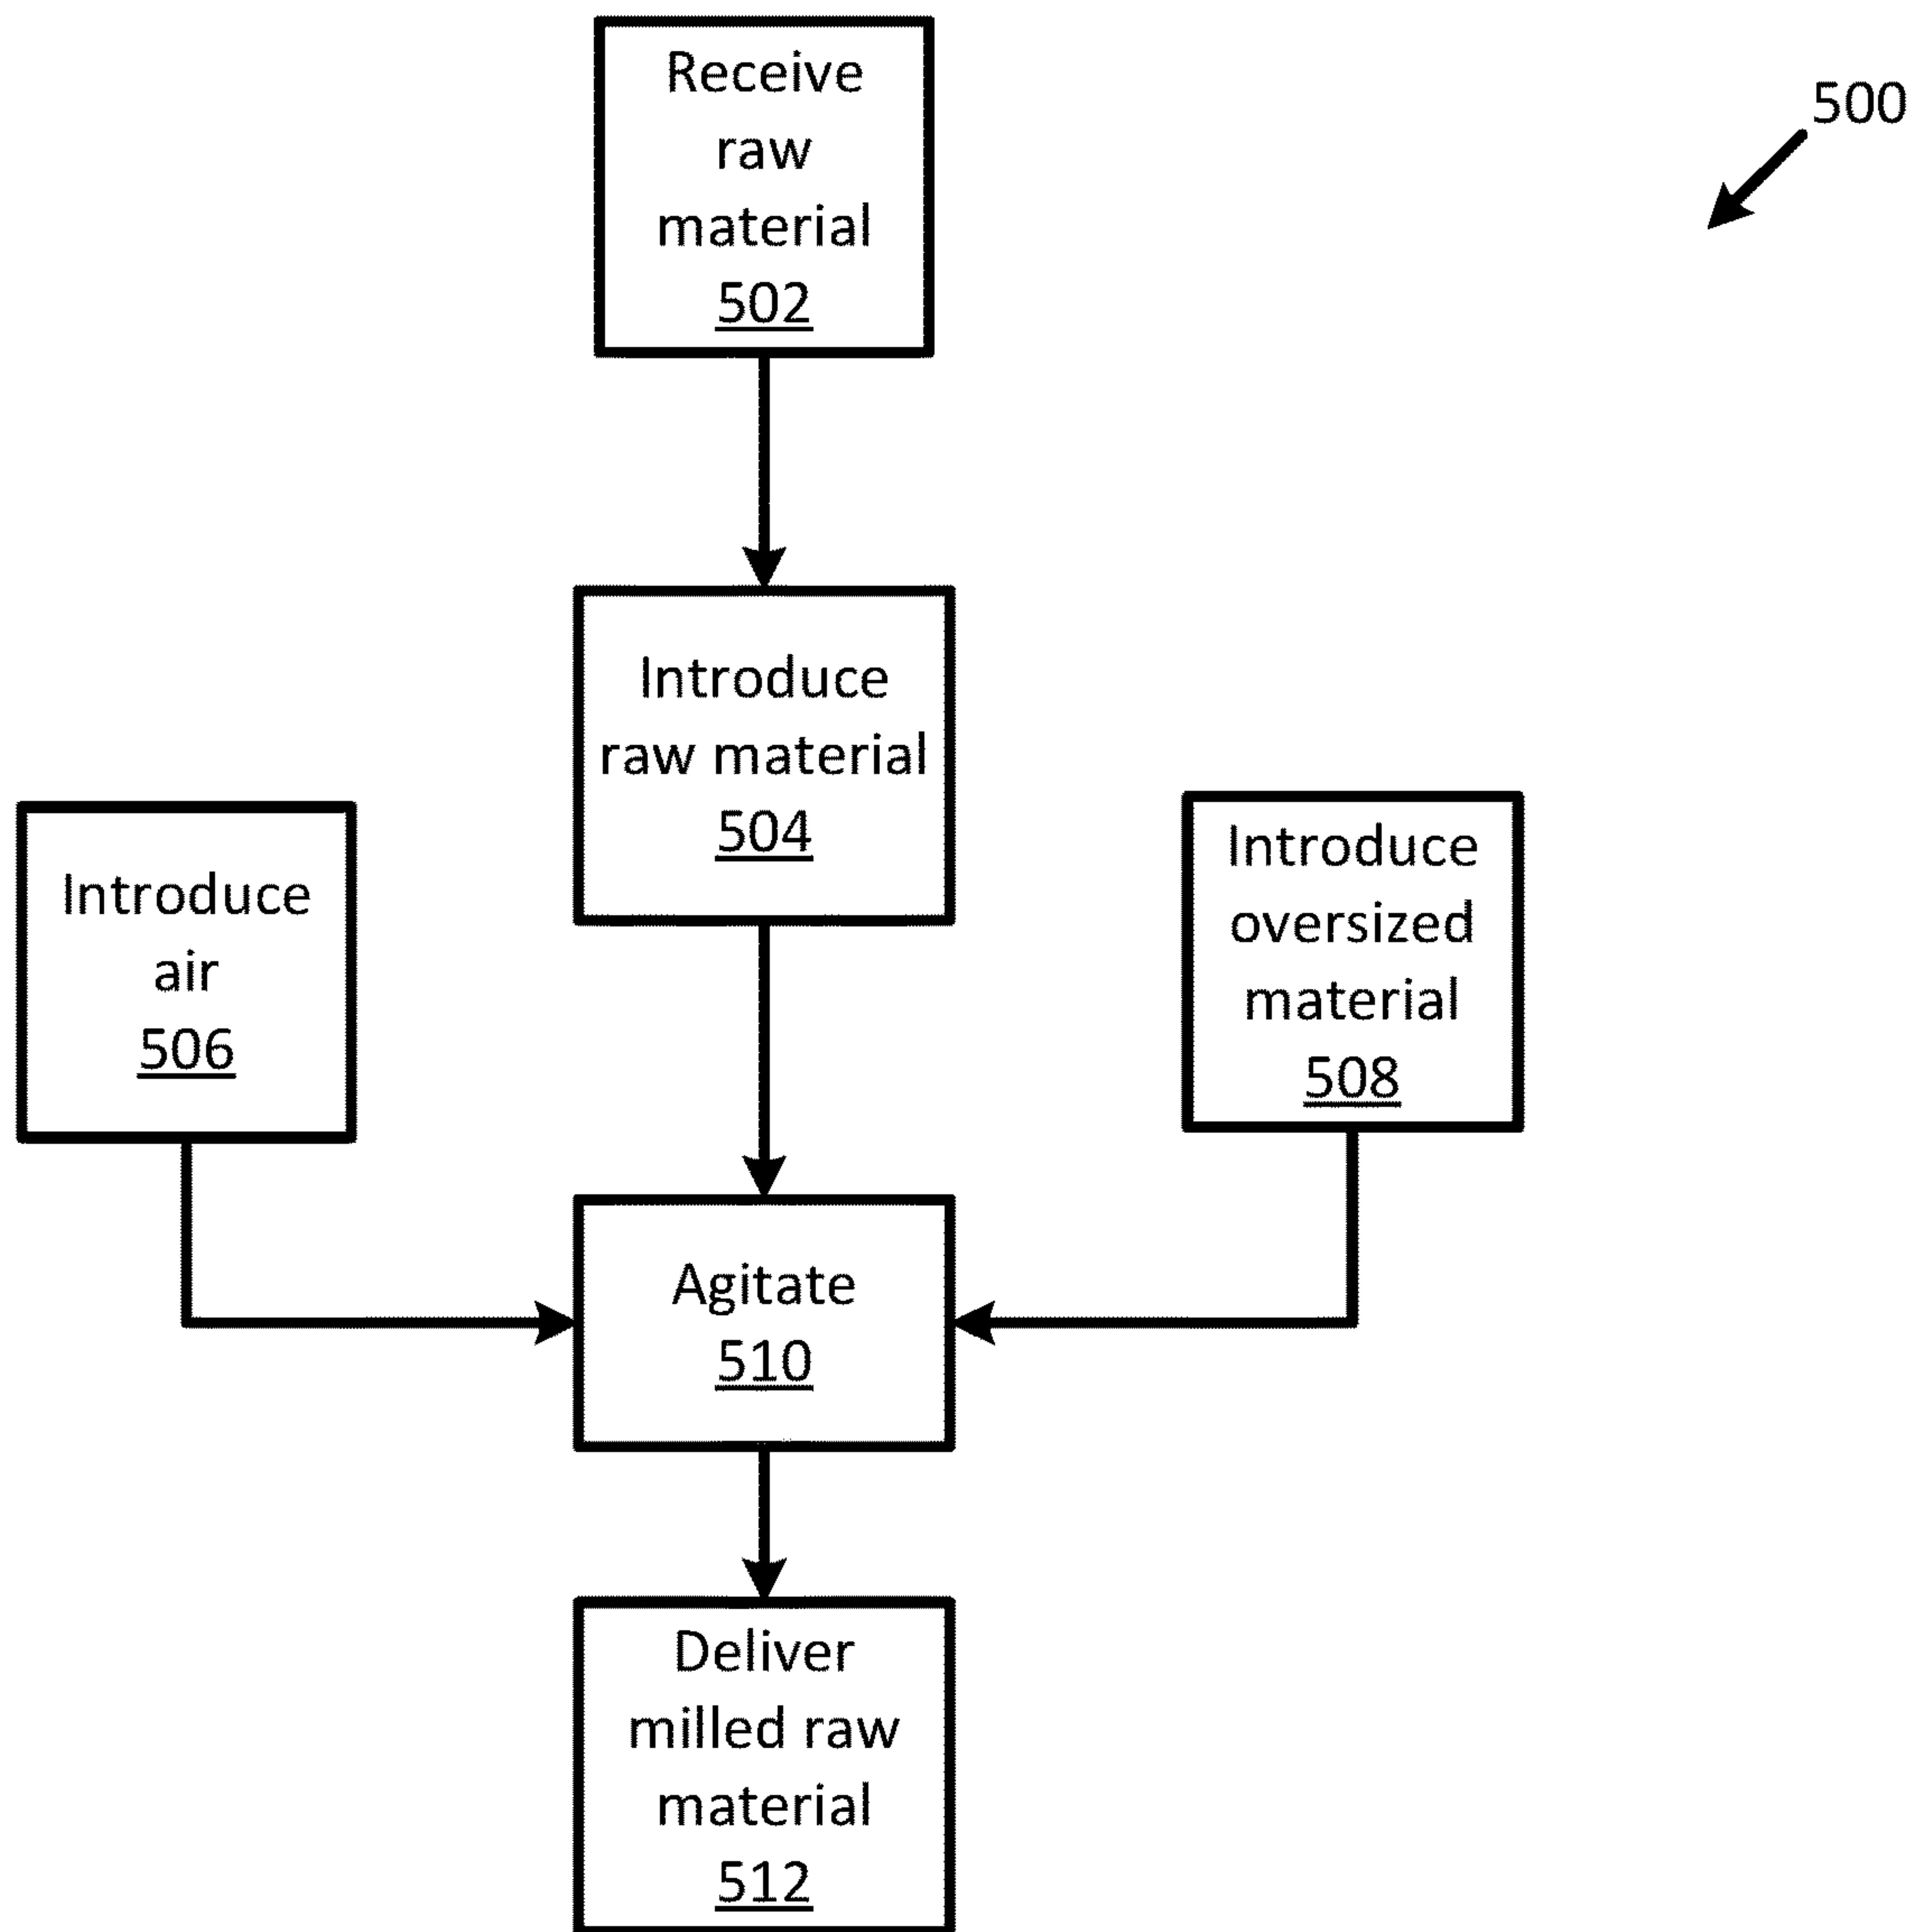 Receive
raw
material
502
500
Introduce
raw material
504
Introduce
air
506
Introduce
oversized
material
508
Agitate
510
Deliver
milled raw
material
512